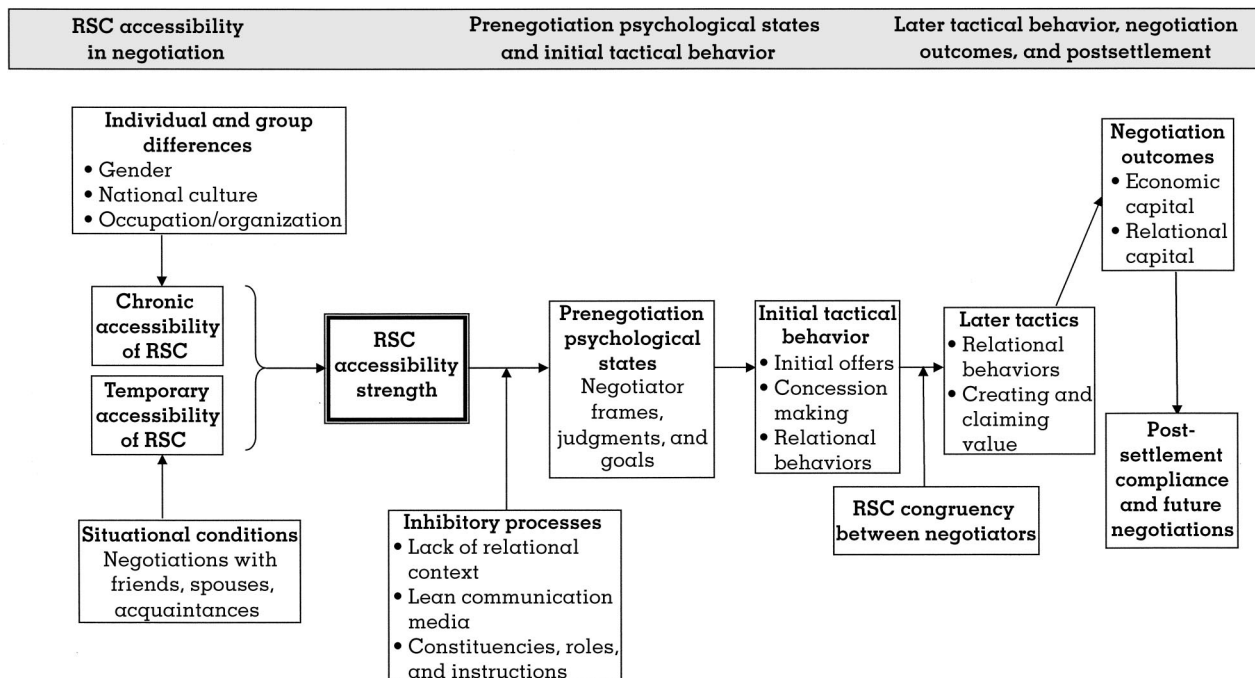 RSC accessibility
in negotiation
Prenegotiation psychological states
and initial tactical behavior
Later tactical behavior, negotiation
outcomes, and postsettlement
Individual and group
differences
• Gender
• National culture
• Occupation/organization
Chronic
accessibility
of RSC
Temporary
accessibility
of RSC
Situational conditions
Negotiations with
friends, spouses,
acquaintances
RSC
accessibility
strength
Inhibitory processes
• Lack of relational
context
• Lean communication
media
• Constituencies, roles,
and instructions
Prenegotiation
psychological
states
Negotiator
frames,
judgments, and
goals
Initial tactical
behavior
• Initial offers
• Concession
making
• Relational
behaviors
RSC congruency
between negotiators
Later tactics
• Relational
behaviors
• Creating and
claiming
value
Negotiation
outcomes
• Economic
capital
• Relational
capital
Post-
settlement
compliance
and future
negotiations